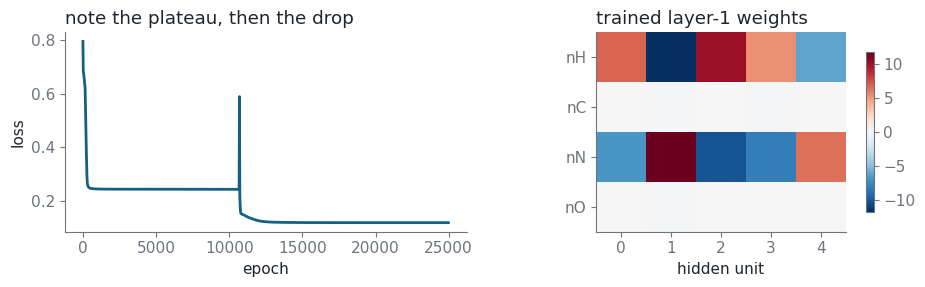 note the plateau, then the drop
0.8
0.6
0.4
0.2
loss
0
5000
10000
15000
20000
25000
epoch
trained layer-1 weights
nH
nC
nN
nO
0
1
2
3
4
hidden unit
10
5
0
−5
−10